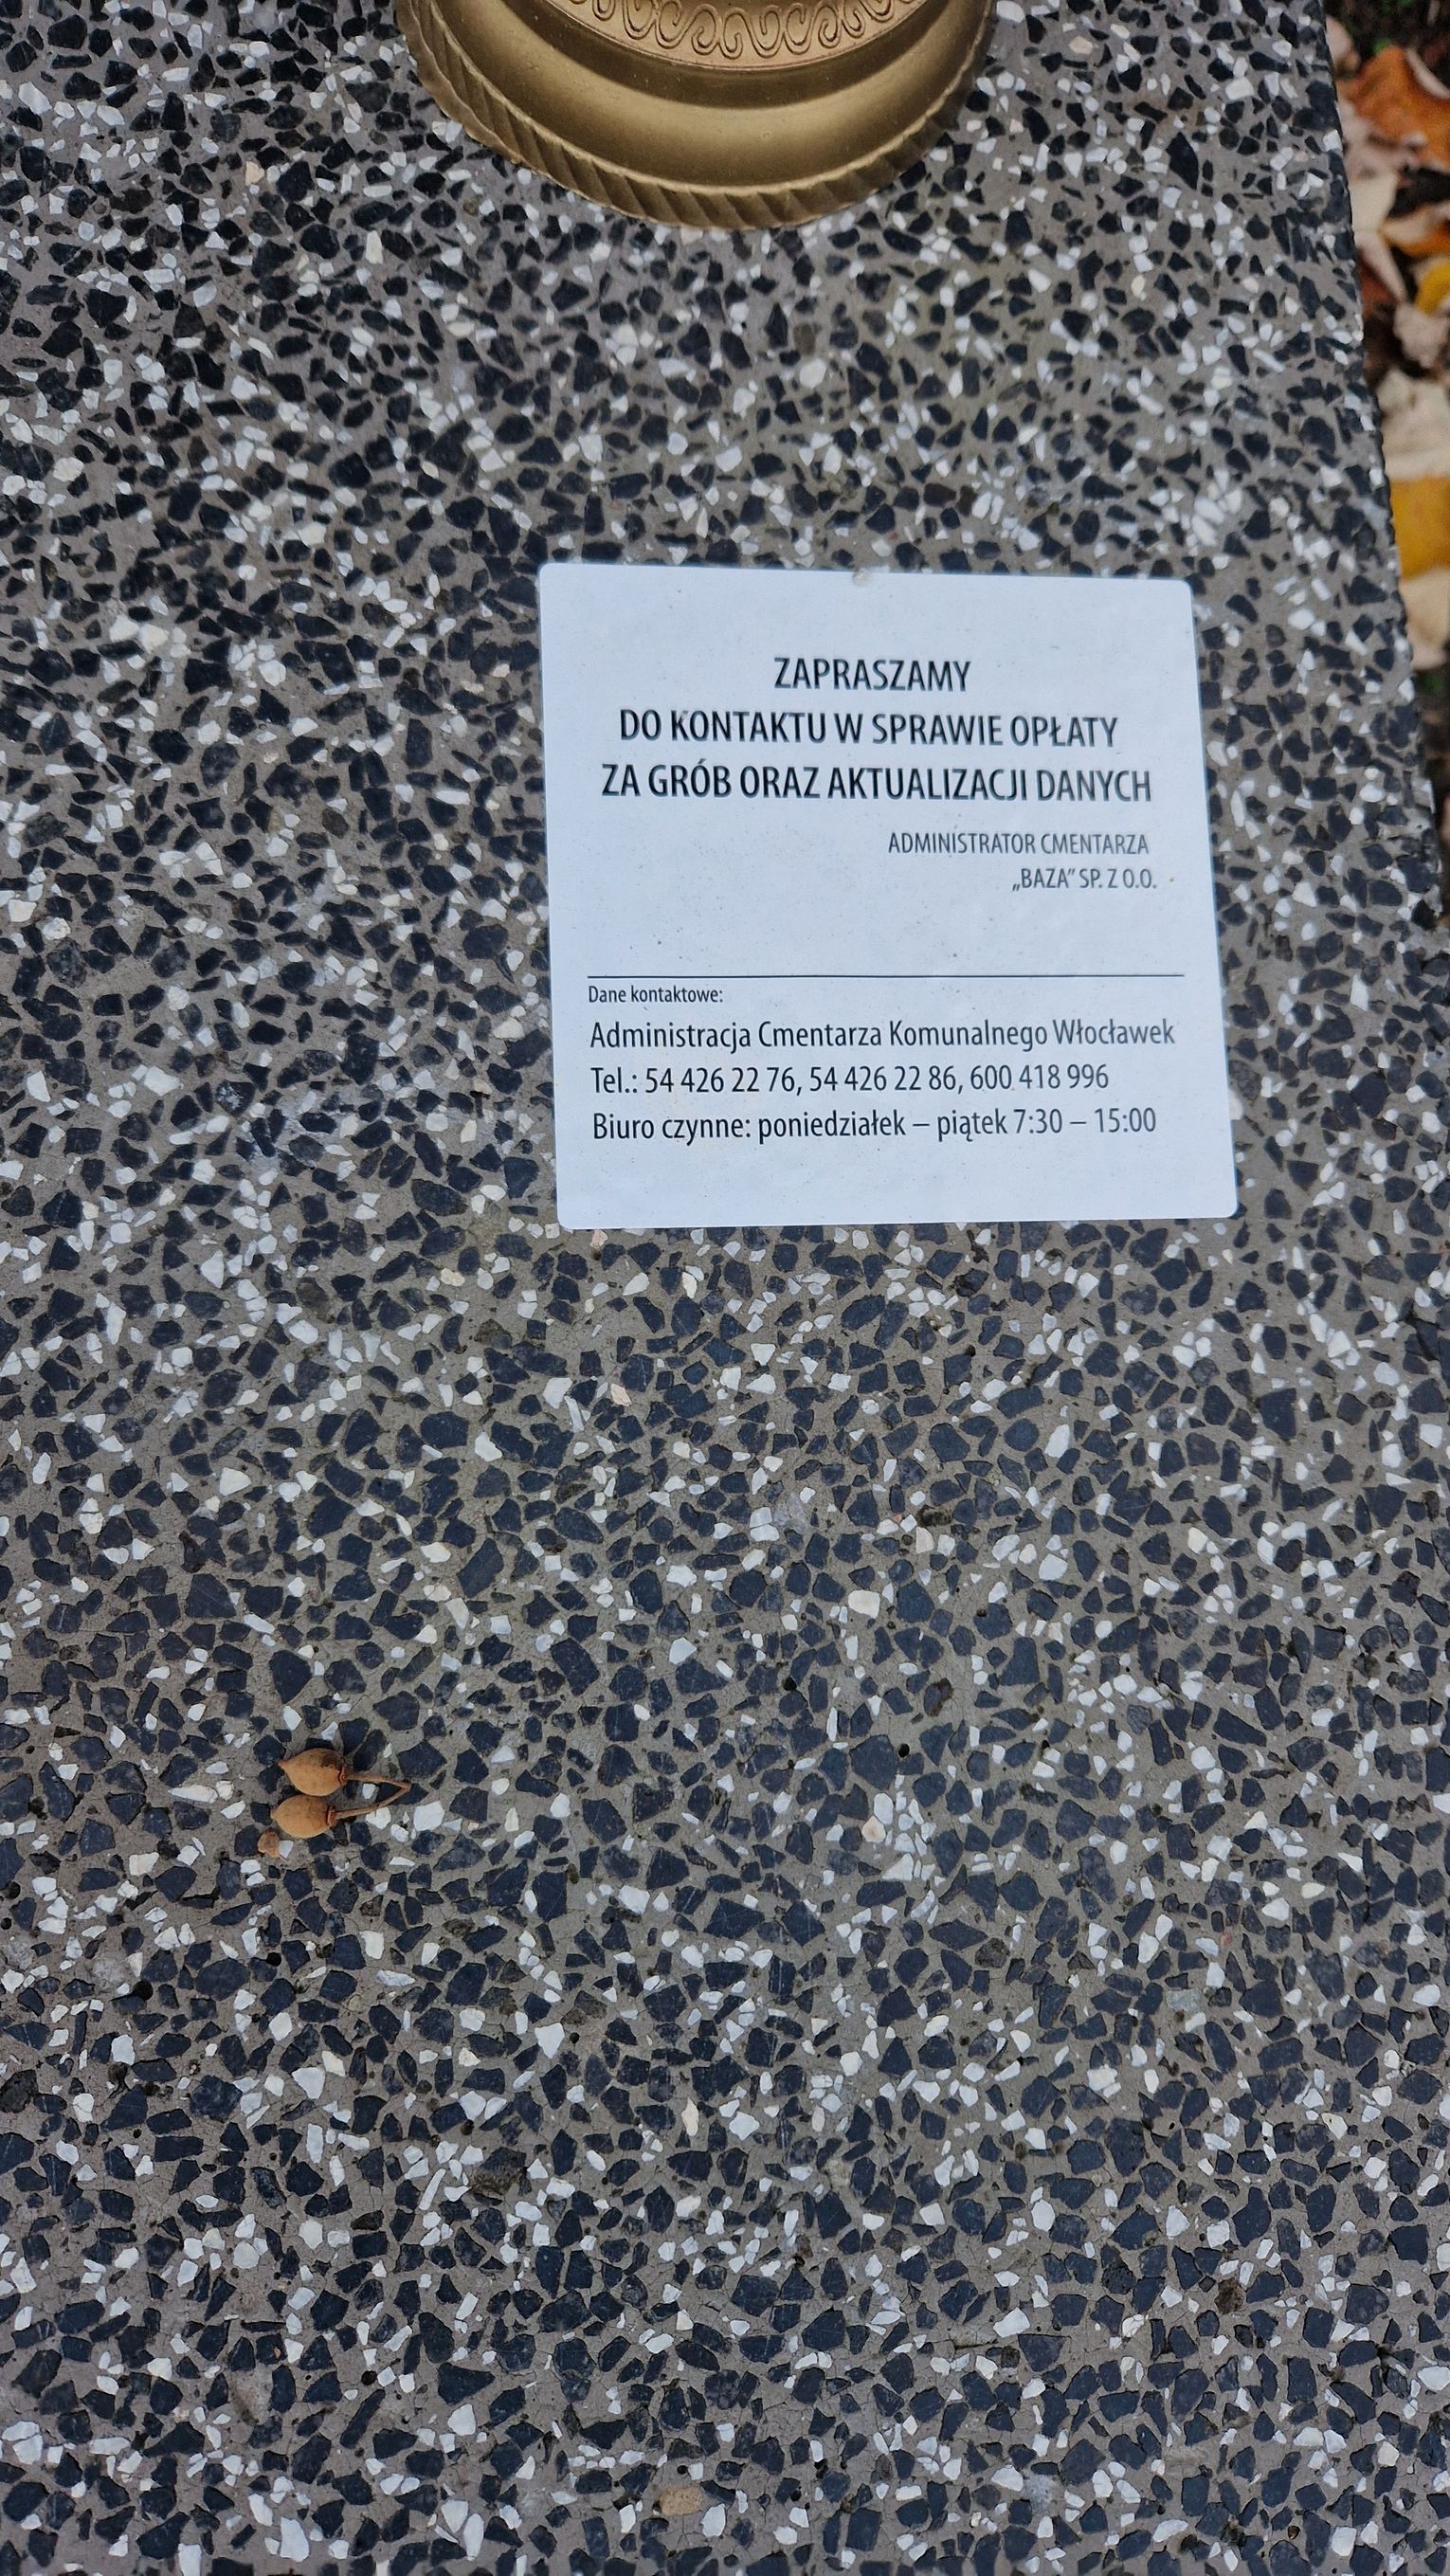 ZAPRASZAMY
DO KONTAKTU W SPRAWIE OPŁATY
ZA GRÓB ORAZ AKTUALIZACJI DANYCH
ADMINISTRATOR CMENTARZA
„BAZA” SP. Z O.O.
Dane kontaktowe:
Administracja Cmentarza Komunalnego Włocławek
Tel.: 54 426 22 76, 54 426 22 86, 600 418 996
Biuro czynne: poniedziałek – piątek 7:30 – 15:00